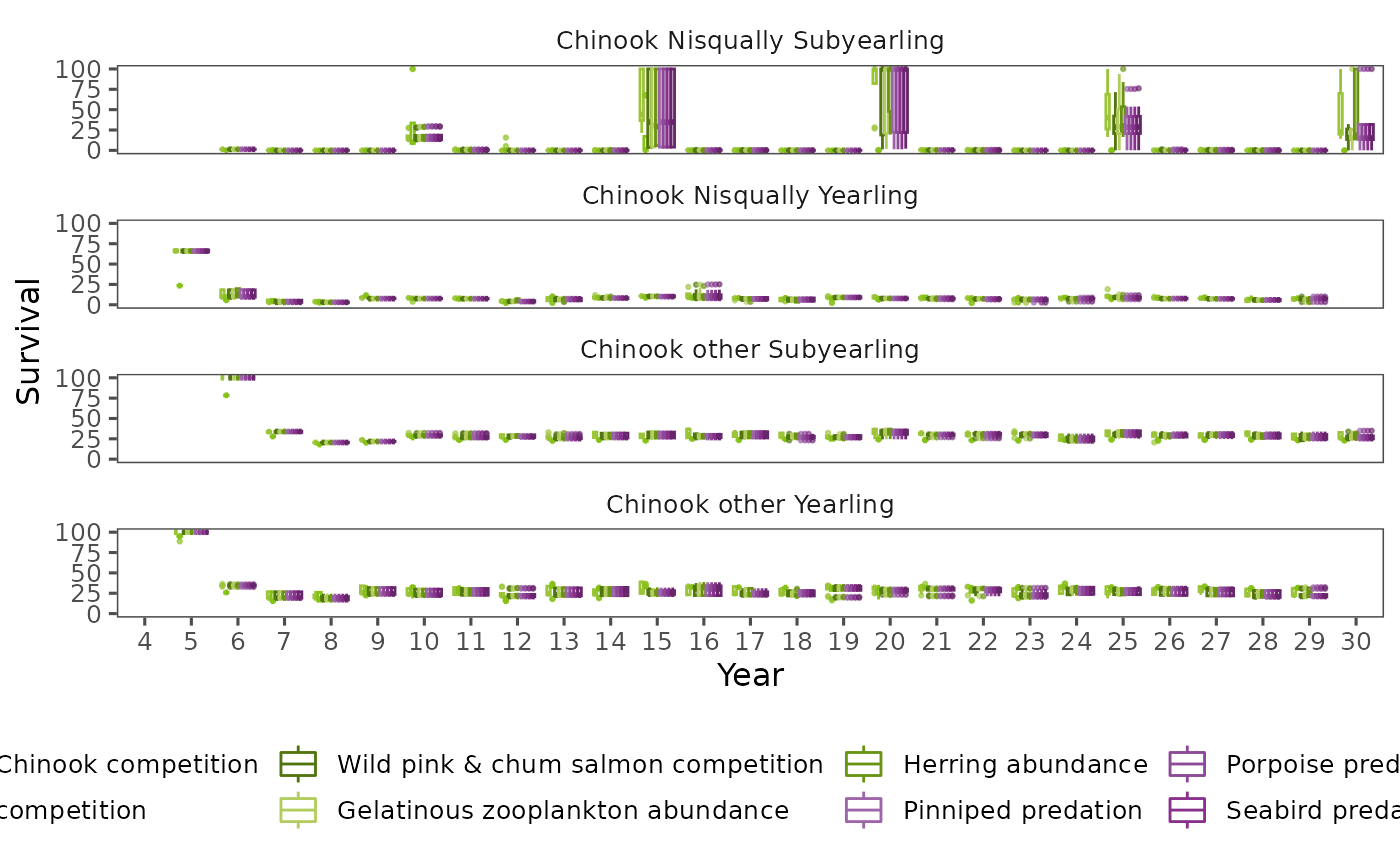 Chinook Nisqually Subyearling
100
75
50
25
0
Chinook Nisqually Yearling
100
75
50
25
0
Survival
Chinook other Subyearling
100
75
50
25
0
Chinook other Yearling
100
75
50
25
0
4 5 6 7 8 9 10 11 12 13 14 15 16 17 18 19 20 21 22 23 24 25 26 27 28 29 30
Year
Chinook competition Wild pink & chum salmon competition Herring abundance Porpoise pred
competition Gelatinous zooplankton abundance Pinniped predation Seabird preda